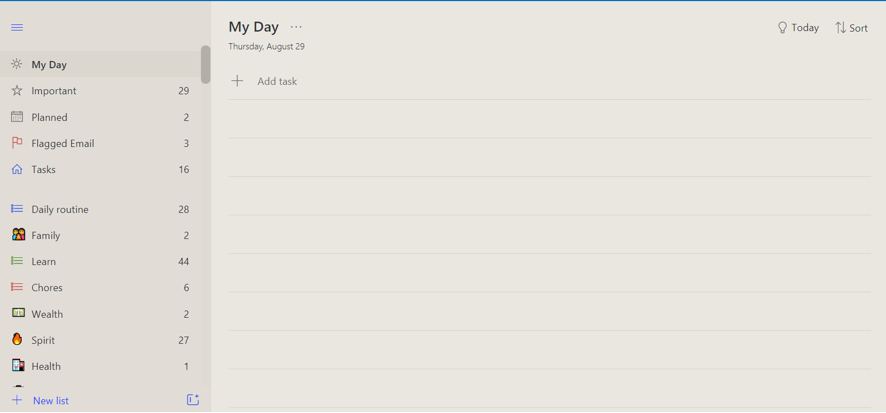 My Day
Important 29
Planned 2
Flagged Email 3
Tasks 16
Daily routine 28
Family 2
Learn 44
Chores 6
Wealth 2
Spirit 27
Health 1
New list
My Day ...
Thursday, August 29
Today
Sort
Add task